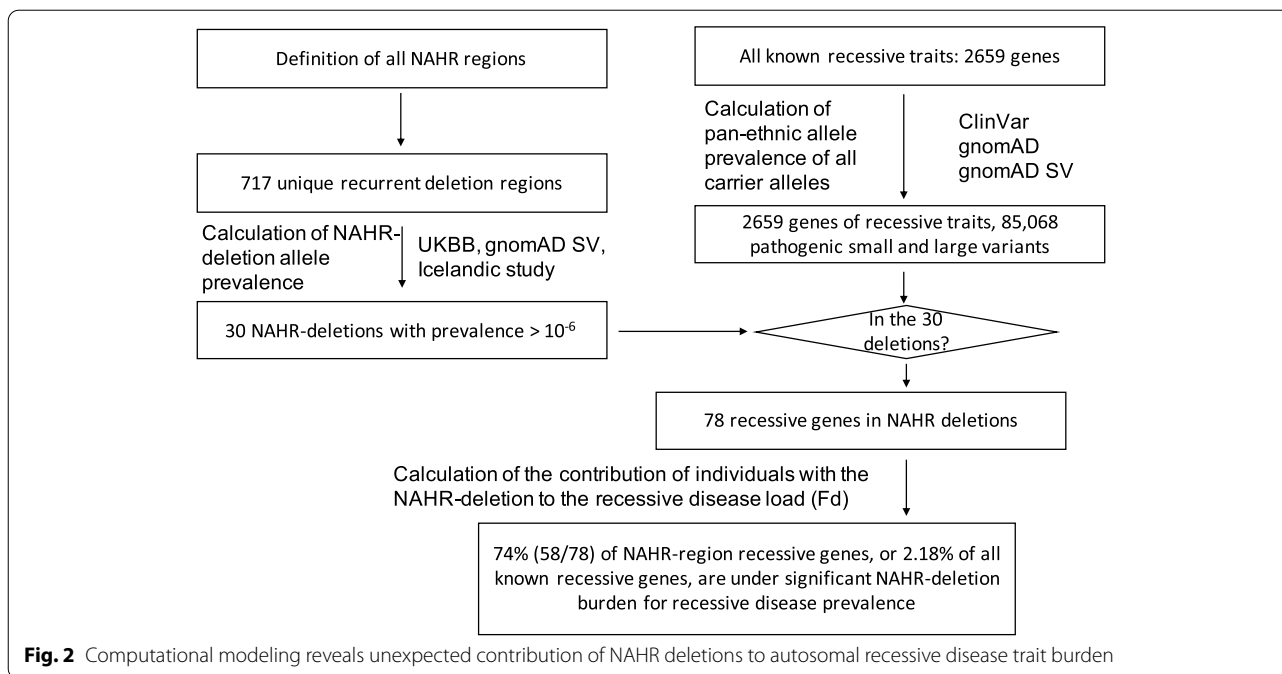 Definition of all NAHR regions
717 unique recurrent deletion regions
Calculation of NAHR-
deletion allele
prevalence
UKBB, gnomAD SV,
Icelandic study
30 NAHR-deletions with prevalence > 10⁻⁶
All known recessive traits: 2659 genes
Calculation of
pan-ethnic allele
prevalence of all
carrier alleles
ClinVar
gnomAD
gnomAD SV
2659 genes of recessive traits, 85,068
pathogenic small and large variants
In the 30
deletions?
78 recessive genes in NAHR deletions
Calculation of the contribution of individuals with the
NAHR-deletion to the recessive disease load (Fd)
74% (58/78) of NAHR-region recessive genes, or 2.18% of all
known recessive genes, are under significant NAHR-deletion
burden for recessive disease prevalence
Fig. 2 Computational modeling reveals unexpected contribution of NAHR deletions to autosomal recessive disease trait burden